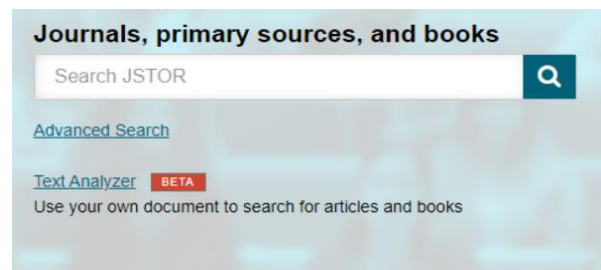 Journals, primary sources, and books
Search JSTOR
Advanced Search
Text Analyzer BETA
Use your own document to search for articles and books